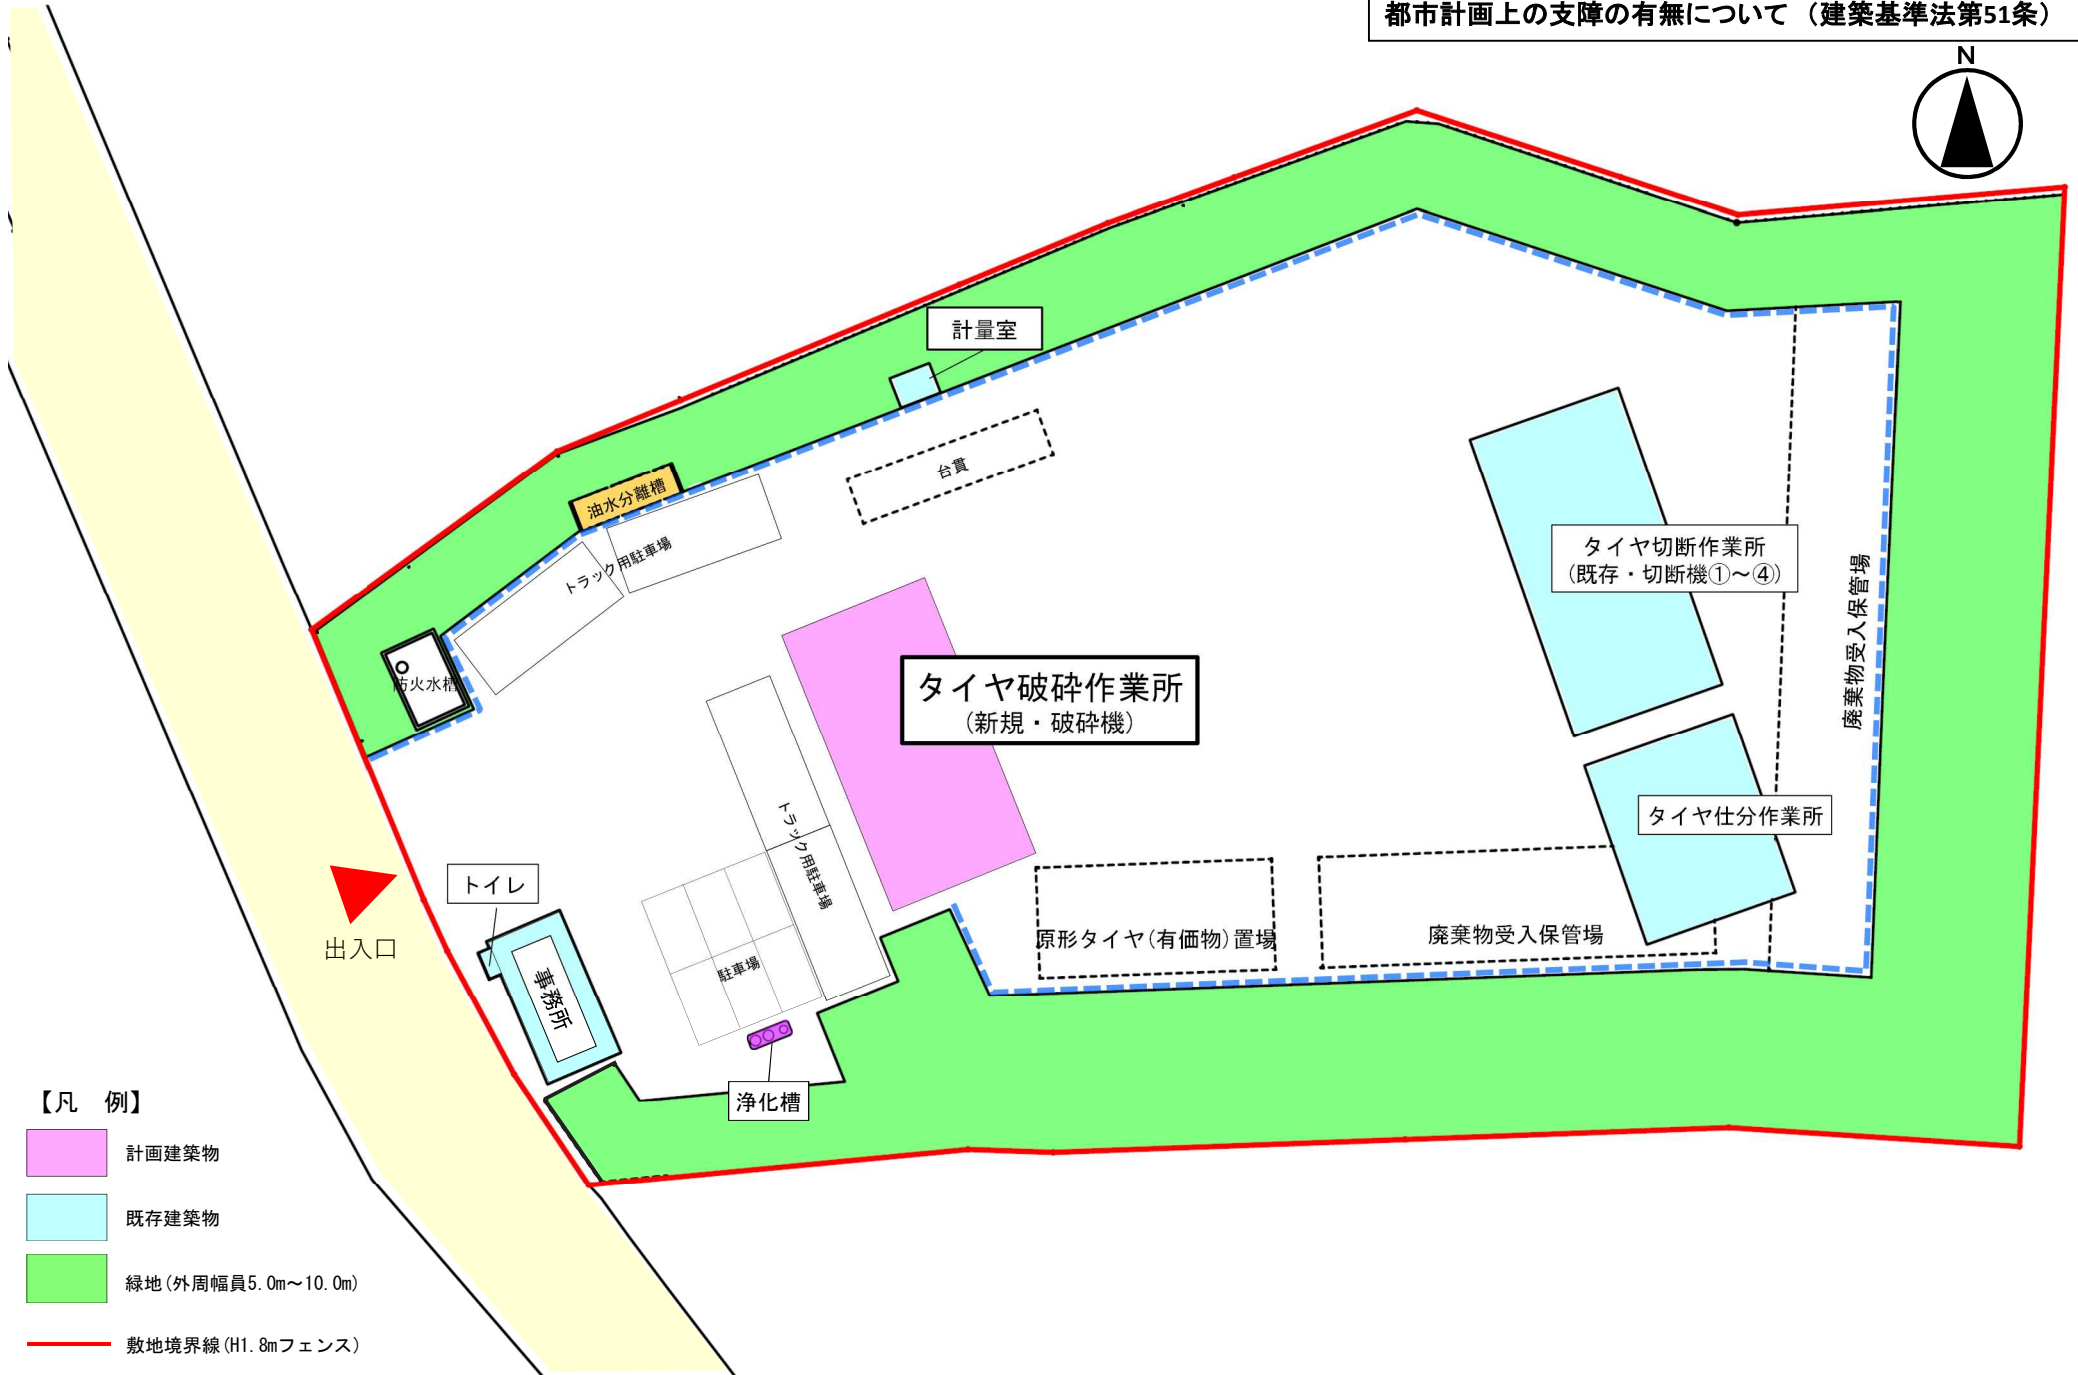 都市計画上の支障の有無について（建築基準法第51条）
N
計量室
台貫
油水分離槽
トラック用駐車場
タイヤ切断作業所
（既存・切断機①～④）
廃棄物受入保管場
防火水槽
タイヤ破砕作業所
（新規・破砕機）
トラック用駐車場
タイヤ仕分作業所
トイレ
出入口
原形タイヤ(有価物)置場
廃棄物受入保管場
駐車場
事務所
浄化槽
【凡　例】
計画建築物
既存建築物
緑地(外周幅員5.0m～10.0m)
敷地境界線(H1.8mフェンス)